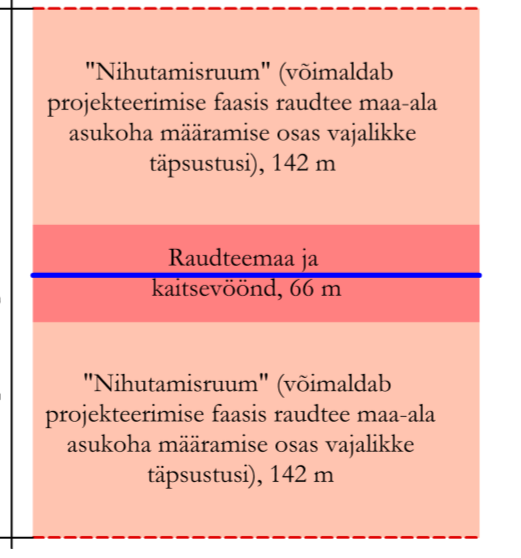 "Nihutamisruum" (võimaldab
projekteerimise faasis raudtee maa-ala
asukoha määramise osas vajalikke
täpsustusi), 142 m
Raudteemaa ja
kaitsevöönd, 66 m
"Nihutamisruum" (võimaldab
projekteerimise faasis raudtee maa-ala
asukoha määramise osas vajalikke
täpsustusi), 142 m